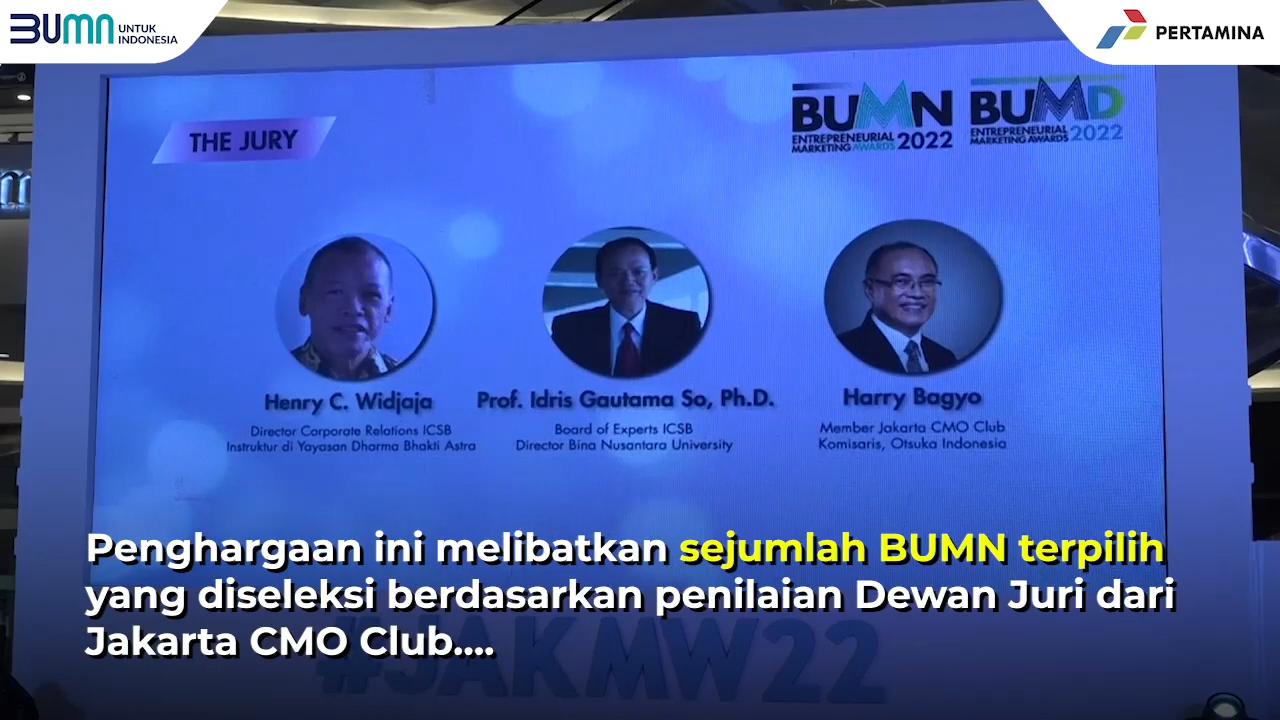 BUMN UNTUK
INDONESIA
PERTAMINA
THE JURY
BUMN
ENTREPRENEURIAL
MARKETING AWARDS 2022
BUMD
ENTREPRENEURIAL
MARKETING AWARDS 2022
Henry C. Widjaja
Director Corporate Relations ICSB
Instruktur di Yayasan Dharma Bhakti Astra
Prof. Idris Gautama So, Ph.D.
Board of Experts ICSB
Director Bina Nusantara University
Harry Bagyo
Member Jakarta CMO Club
Komisaris, Otsuka Indonesia
Penghargaan ini melibatkan sejumlah BUMN terpilih
yang diseleksi berdasarkan penilaian Dewan Juri dari
Jakarta CMO Club....
#JAKMW22